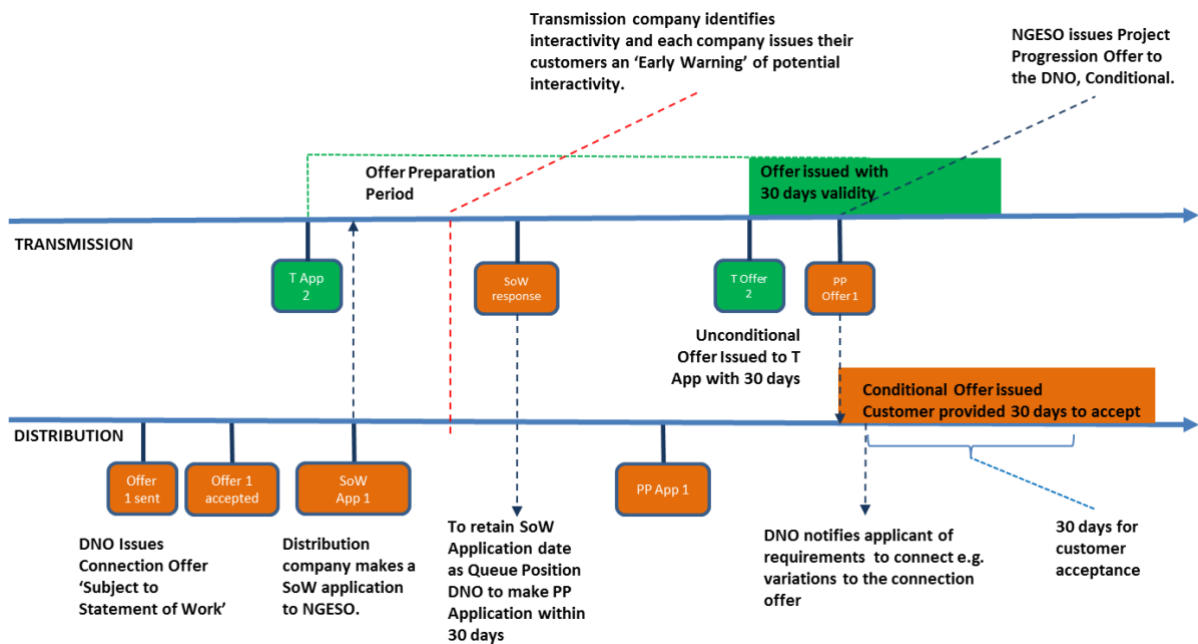 Transmission company identifies
interactivity and each company issues their
customers an ‘Early Warning’ of potential
interactivity.
NGESO issues Project
Progression Offer to
the DNO, Conditional.
Offer Preparation
Period
Offer issued with
30 days validity
TRANSMISSION
T App
2
SoW
response
T Offer
2
PP
Offer 1
Unconditional
Offer Issued to T
App with 30 days
Conditional Offer issued
Customer provided 30 days to accept
DISTRIBUTION
Offer
1 sent
Offer 1
accepted
SoW
App 1
PP App 1
DNO Issues
Connection Offer
‘Subject to
Statement of Work’
Distribution
company makes a
SoW application
to NGESO.
To retain SoW
Application date
as Queue Position
DNO to make PP
Application within
30 days
DNO notifies applicant of
requirements to connect e.g.
variations to the connection
offer
30 days for
customer
acceptance